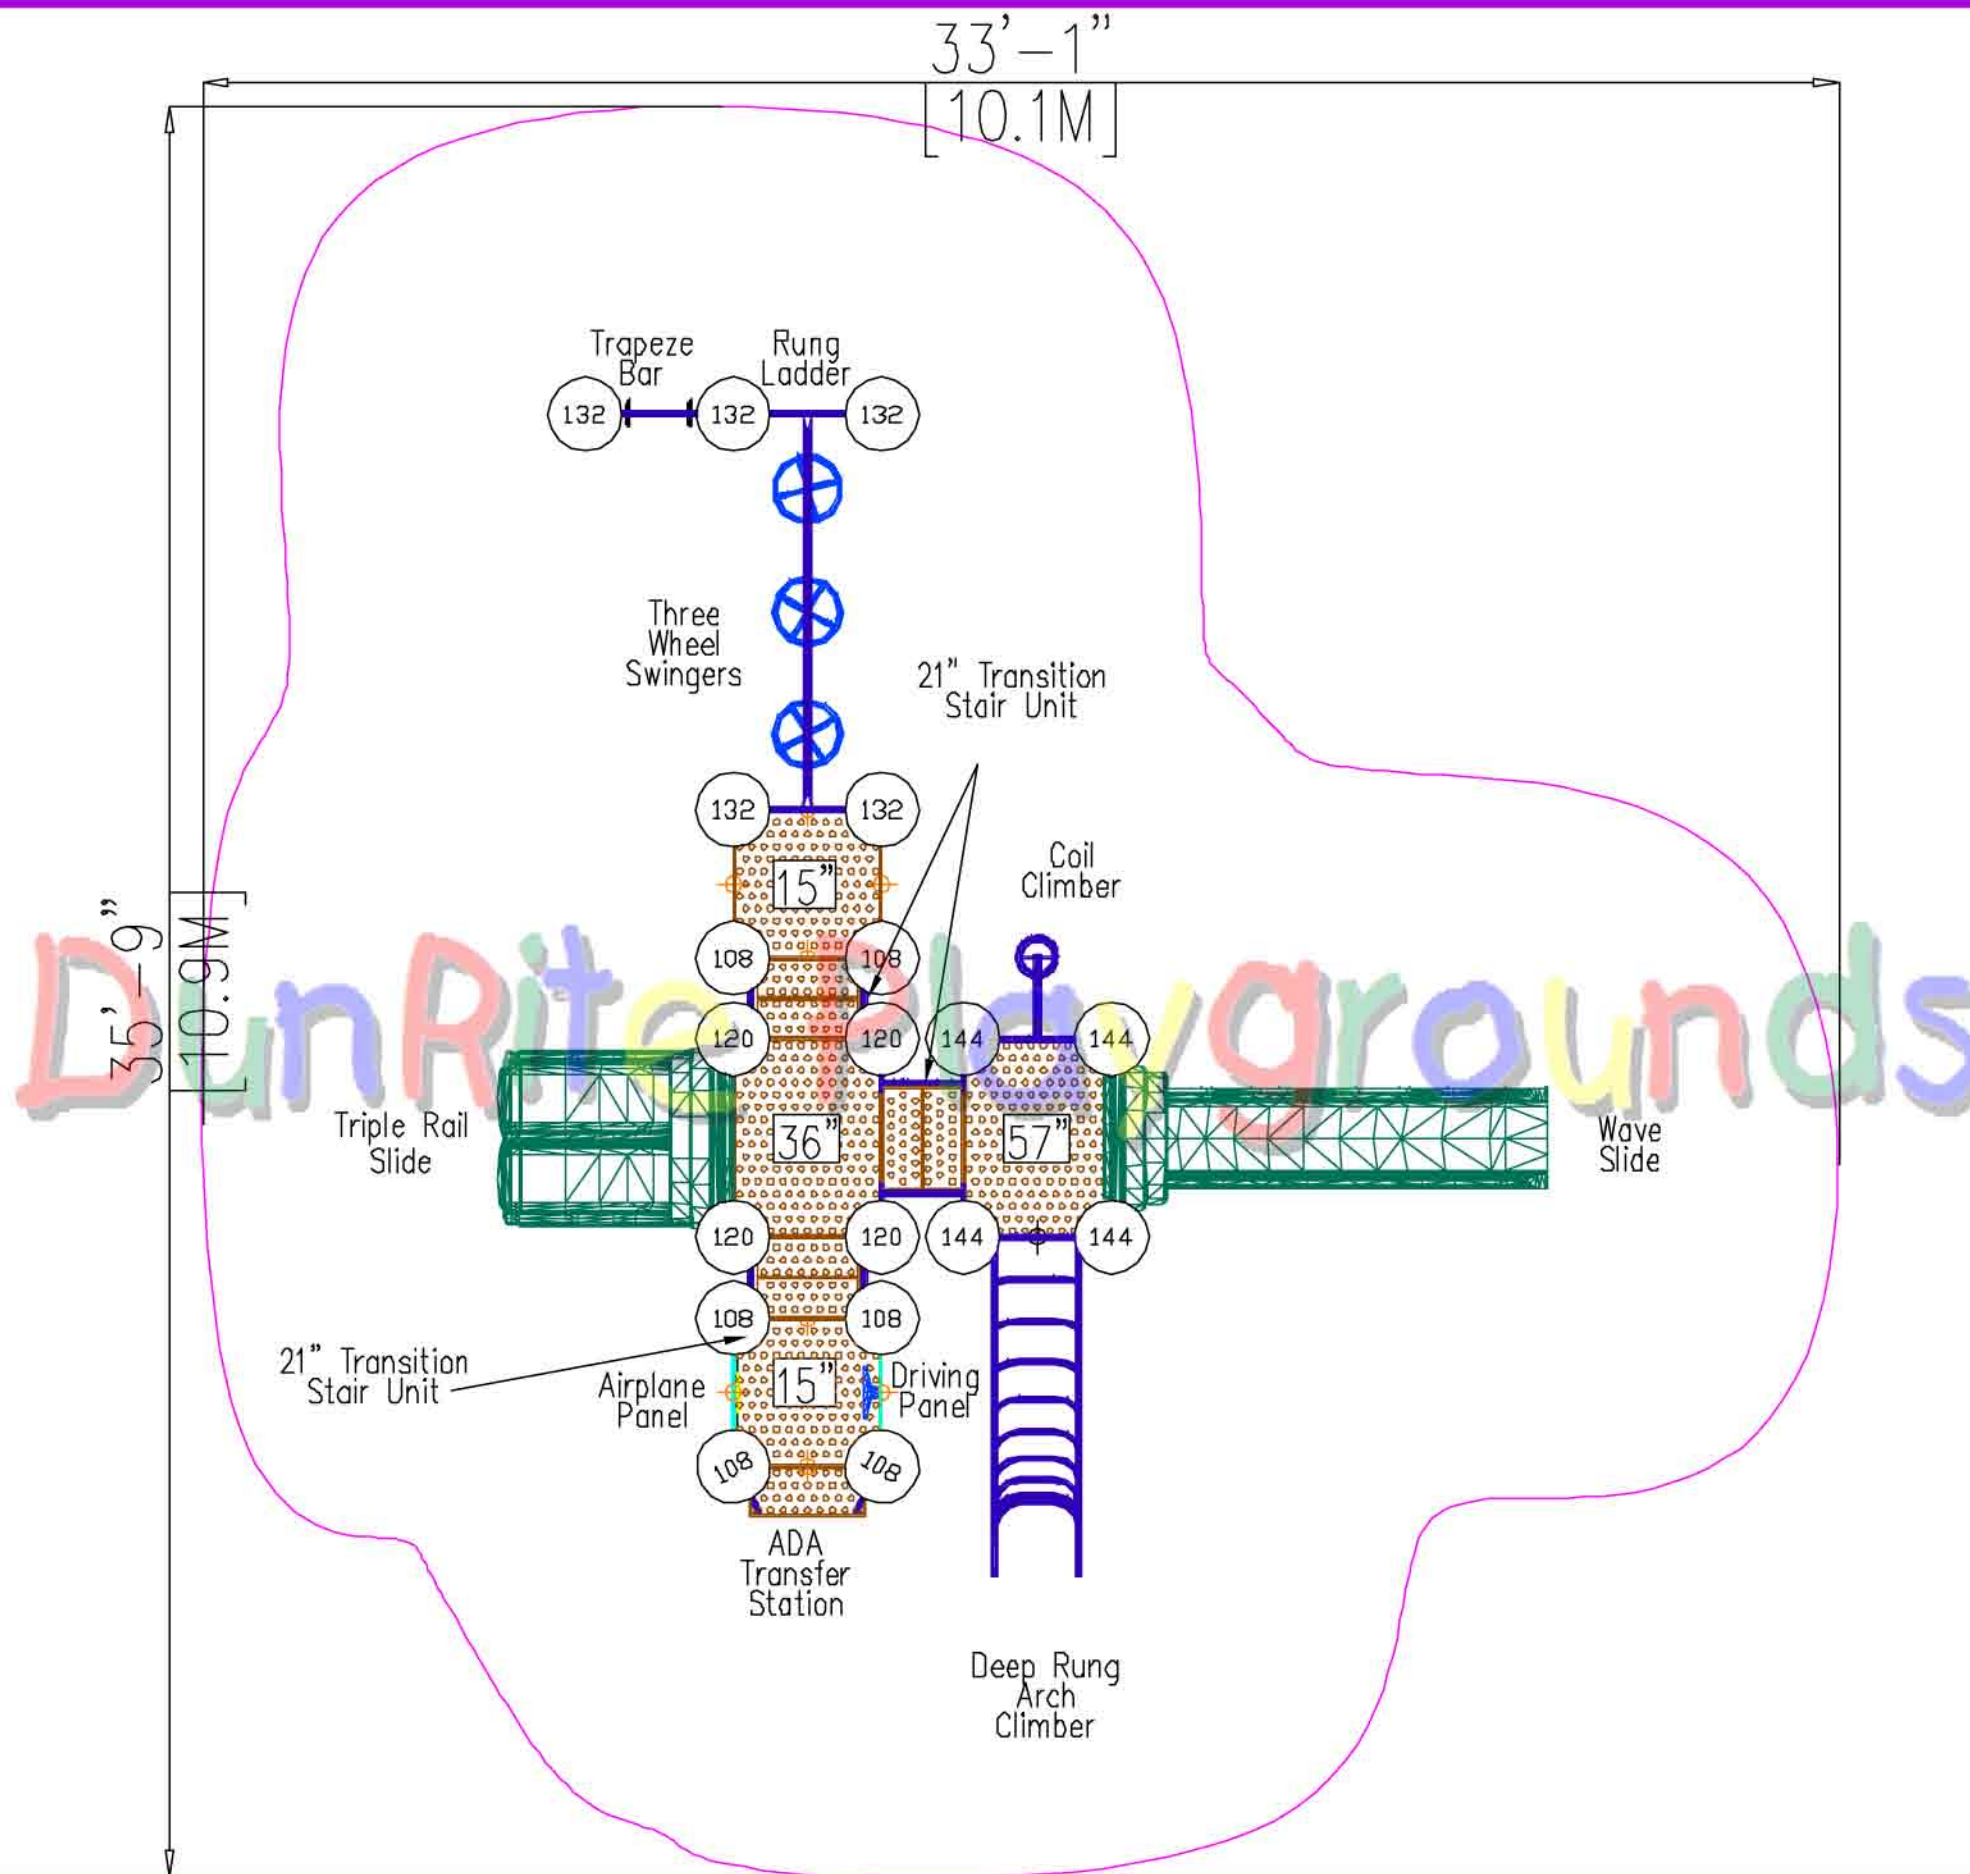 33'-1"
[10.1M]
Trapeze
Bar
Rung
Ladder
132
132
132
Three
Wheel
Swingers
21" Transition
Stair Unit
132
132
15"
Coil
Climber
35'-9"
[10.9M]
DunRite Playgrounds
108
108
120
120
144
144
Triple Rail
Slide
36"
57"
Wave
Slide
120
120
144
144
108
108
21" Transition
Stair Unit
Airplane
Panel
15"
Driving
Panel
108
108
ADA
Transfer
Station
Deep Rung
Arch
Climber